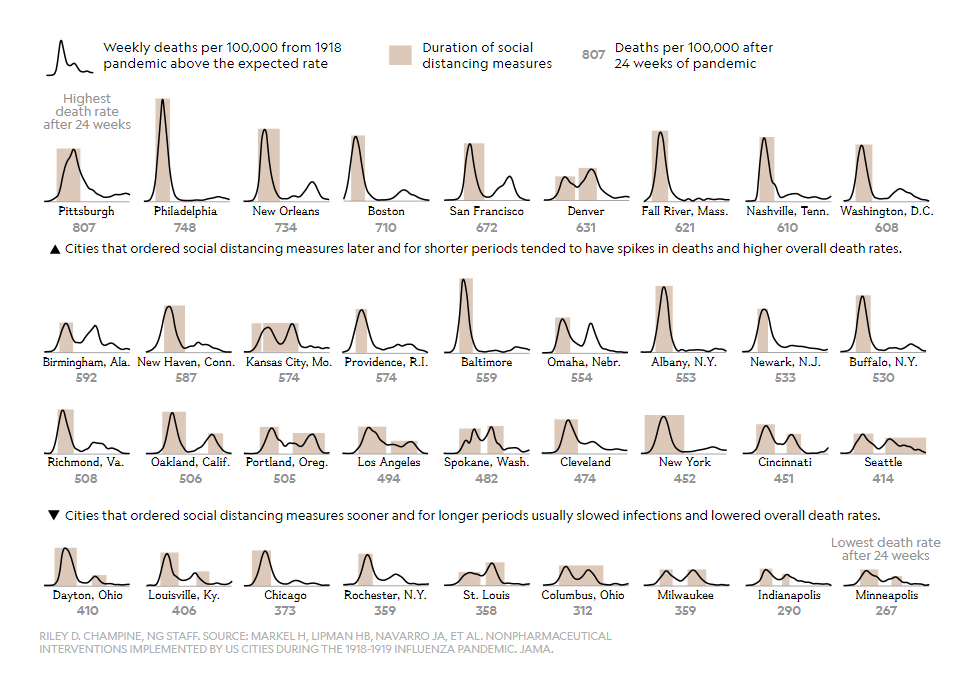 Weekly deaths per 100,000 from 1918
pandemic above the expected rate
Duration of social
distancing measures
807
Deaths per 100,000 after
24 weeks of pandemic
Highest
death rate
after 24 weeks
Pittsburgh
807
Philadelphia
748
New Orleans
734
Boston
710
San Francisco
672
Denver
631
Fall River, Mass.
621
Nashville, Tenn.
610
Washington, D.C.
608
▲ Cities that ordered social distancing measures later and for shorter periods tended to have spikes in deaths and higher overall death rates.
Birmingham, Ala.
592
New Haven, Conn.
587
Kansas City, Mo.
574
Providence, R.I.
574
Baltimore
559
Omaha, Nebr.
554
Albany, N.Y.
553
Newark, N.J.
533
Buffalo, N.Y.
530
Richmond, Va.
508
Oakland, Calif.
506
Portland, Oreg.
505
Los Angeles
494
Spokane, Wash.
482
Cleveland
474
New York
452
Cincinnati
451
Seattle
414
▼ Cities that ordered social distancing measures sooner and for longer periods usually slowed infections and lowered overall death rates.
Lowest death rate
after 24 weeks
Dayton, Ohio
410
Louisville, Ky.
406
Chicago
373
Rochester, N.Y.
359
St. Louis
358
Columbus, Ohio
312
Milwaukee
359
Indianapolis
290
Minneapolis
267
RILEY D. CHAMPINE, NG STAFF. SOURCE: MARKEL H, LIPMAN HB, NAVARRO JA, ET AL. NONPHARMACEUTICAL
INTERVENTIONS IMPLEMENTED BY US CITIES DURING THE 1918-1919 INFLUENZA PANDEMIC. JAMA.